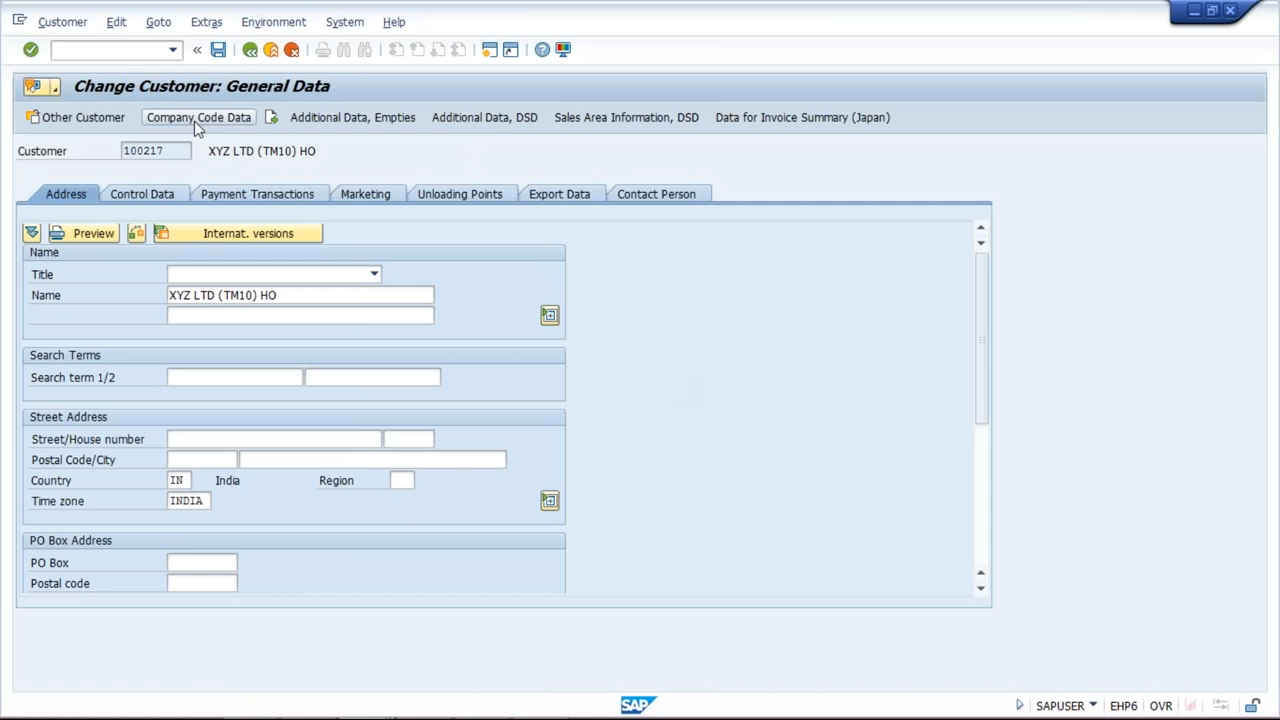 Customer Edit Goto Extras Environment System Help
Change Customer: General Data
Other Customer Company Code Data Additional Data, Empties Additional Data, DSD Sales Area Information, DSD Data for Invoice Summary (Japan)
Customer 100217 XYZ LTD (TM10) HO
Address Control Data Payment Transactions Marketing Unloading Points Export Data Contact Person
Preview Internat. versions
Name
Title
Name XYZ LTD (TM10) HO
Search Terms
Search term 1/2
Street Address
Street/House number
Postal Code/City
Country IN India Region
Time zone INDIA
PO Box Address
PO Box
Postal code
SAP SAPUSER EHP6 OVR